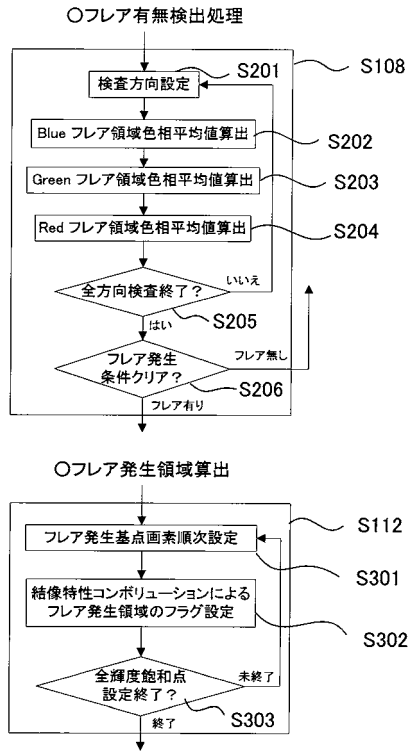 〇フレア有無検出処理
S201
S108
検査方向設定
Blue フレア領域色相平均値算出
S202
Green フレア領域色相平均値算出
S203
Red フレア領域色相平均値算出
S204
全方向検査終了？
いいえ
S205
はい
フレア発生
条件クリア？
フレア無し
S206
フレア有り
〇フレア発生領域算出
S112
フレア発生基点画素順次設定
S301
結像特性コンボリューションによる
フレア発生領域のフラグ設定
S302
全輝度飽和点
設定終了？
未終了
S303
終了